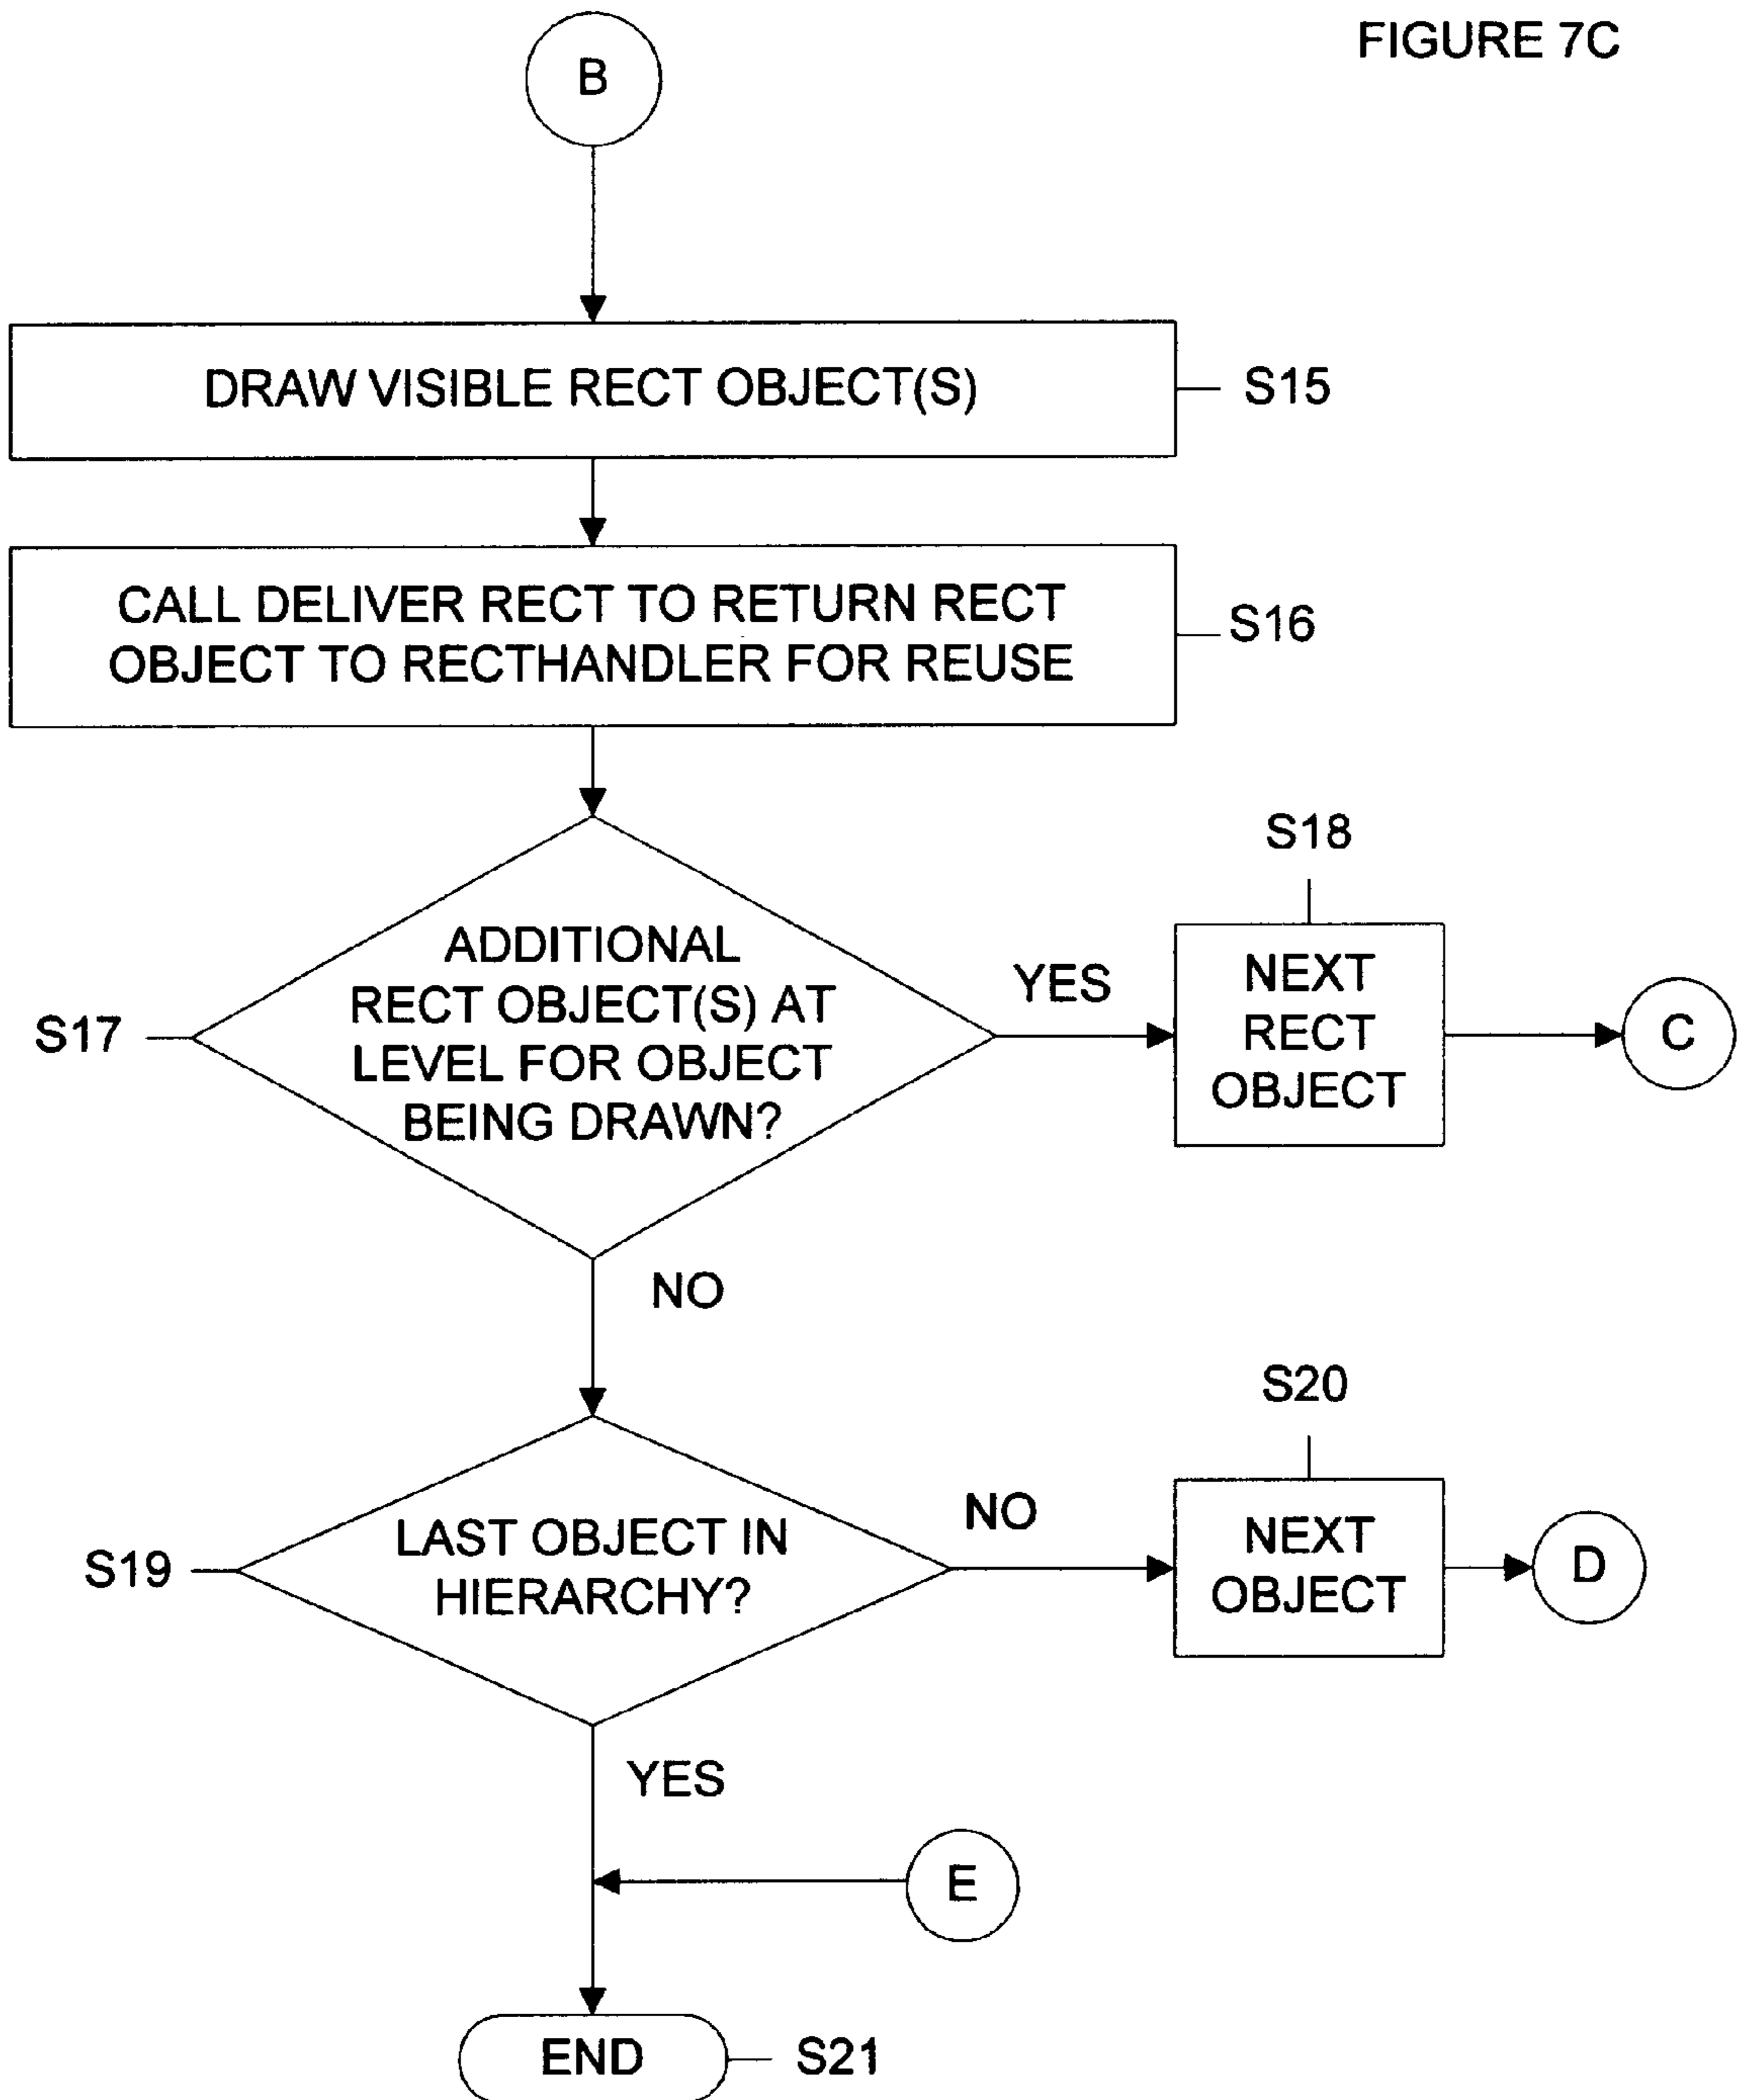 FIGURE 7C
B
DRAW VISIBLE RECT OBJECT(S)
S15
CALL DELIVER RECT TO RETURN RECT
OBJECT TO RECTHANDLER FOR REUSE
S16
S17
ADDITIONAL
RECT OBJECT(S) AT
LEVEL FOR OBJECT
BEING DRAWN?
YES
S18
NEXT
RECT
OBJECT
C
NO
S19
LAST OBJECT IN
HIERARCHY?
NO
S20
NEXT
OBJECT
D
YES
E
END
S21